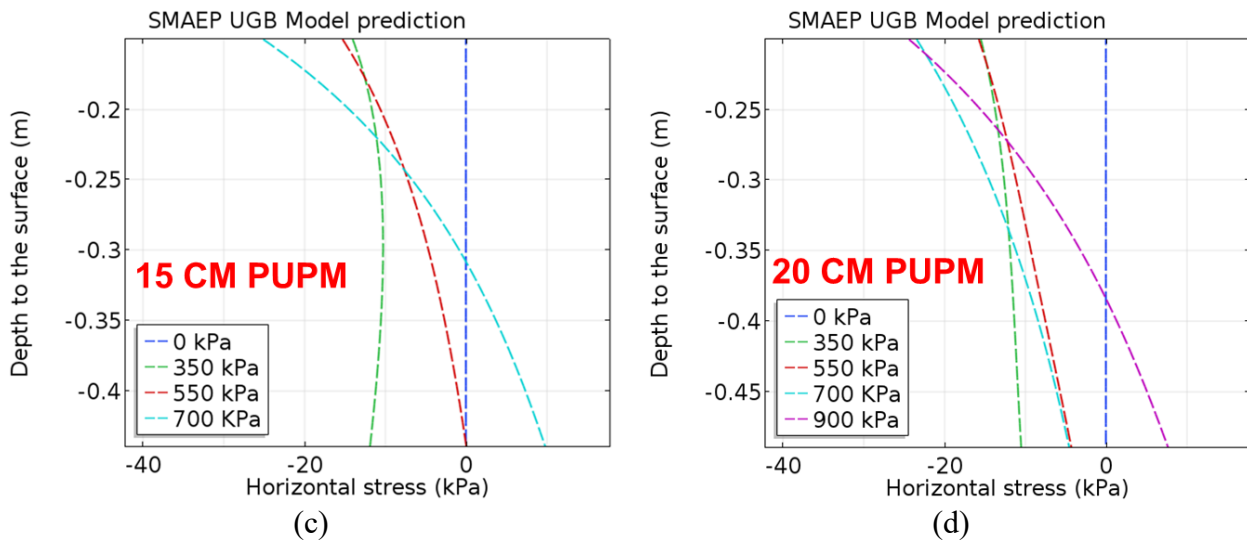 SMAEP UGB Model prediction
Depth to the surface (m)
-0.2
-0.25
-0.3
-0.35
-0.4
15 CM PUPM
0 kPa
350 kPa
550 kPa
700 KPa
-40
-20
0
Horizontal stress (kPa)
(c)
SMAEP UGB Model prediction
Depth to the surface (m)
-0.25
-0.3
-0.35
-0.4
-0.45
20 CM PUPM
0 kPa
350 kPa
550 kPa
700 KPa
900 kPa
-40
-20
0
Horizontal stress (kPa)
(d)